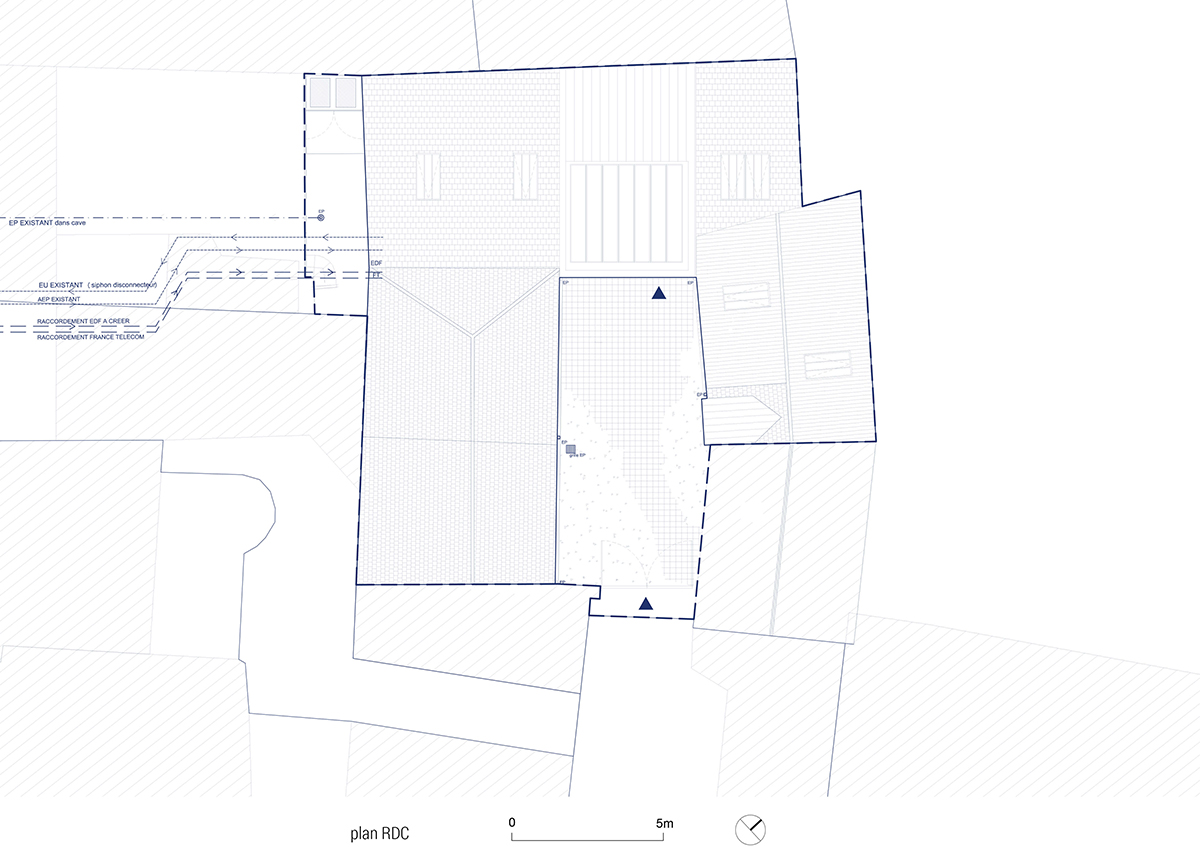 EP
EP EXISTANT dans cave
EDF
FT
EU EXISTANT ( siphon disconnecteur)
EP
EP
AEP EXISTANT
RACCORDEMENT EDF A CREER
RACCORDEMENT FRANCE TELECOM
EP
EP
grille EP
plan RDC
0
5m